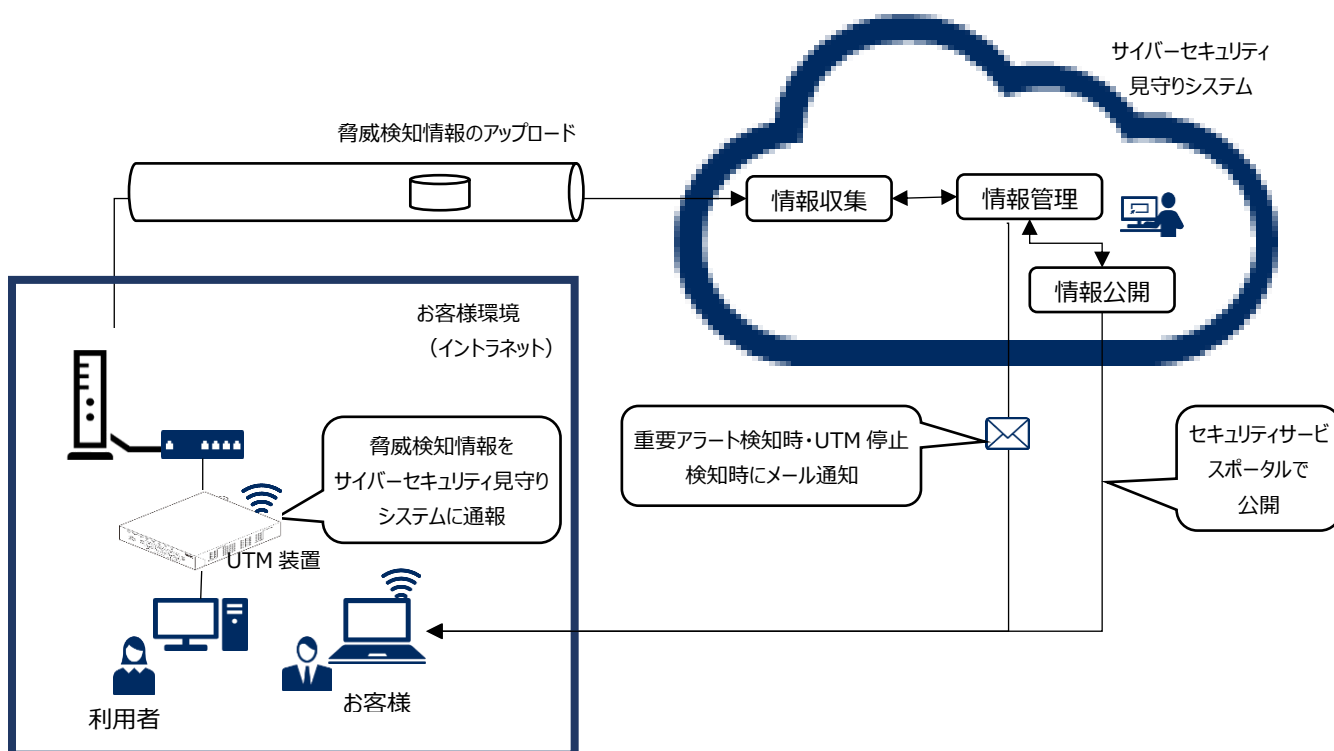 サイバーセキュリティ
見守りシステム
脅威検知情報のアップロード
情報収集
情報管理
情報公開
お客様環境
（イントラネット）
脅威検知情報を
サイバーセキュリティ見守り
システムに通報
UTM 装置
重要アラート検知時・UTM 停止
検知時にメール通知
セキュリティサービ
スポータルで
公開
利用者
お客様